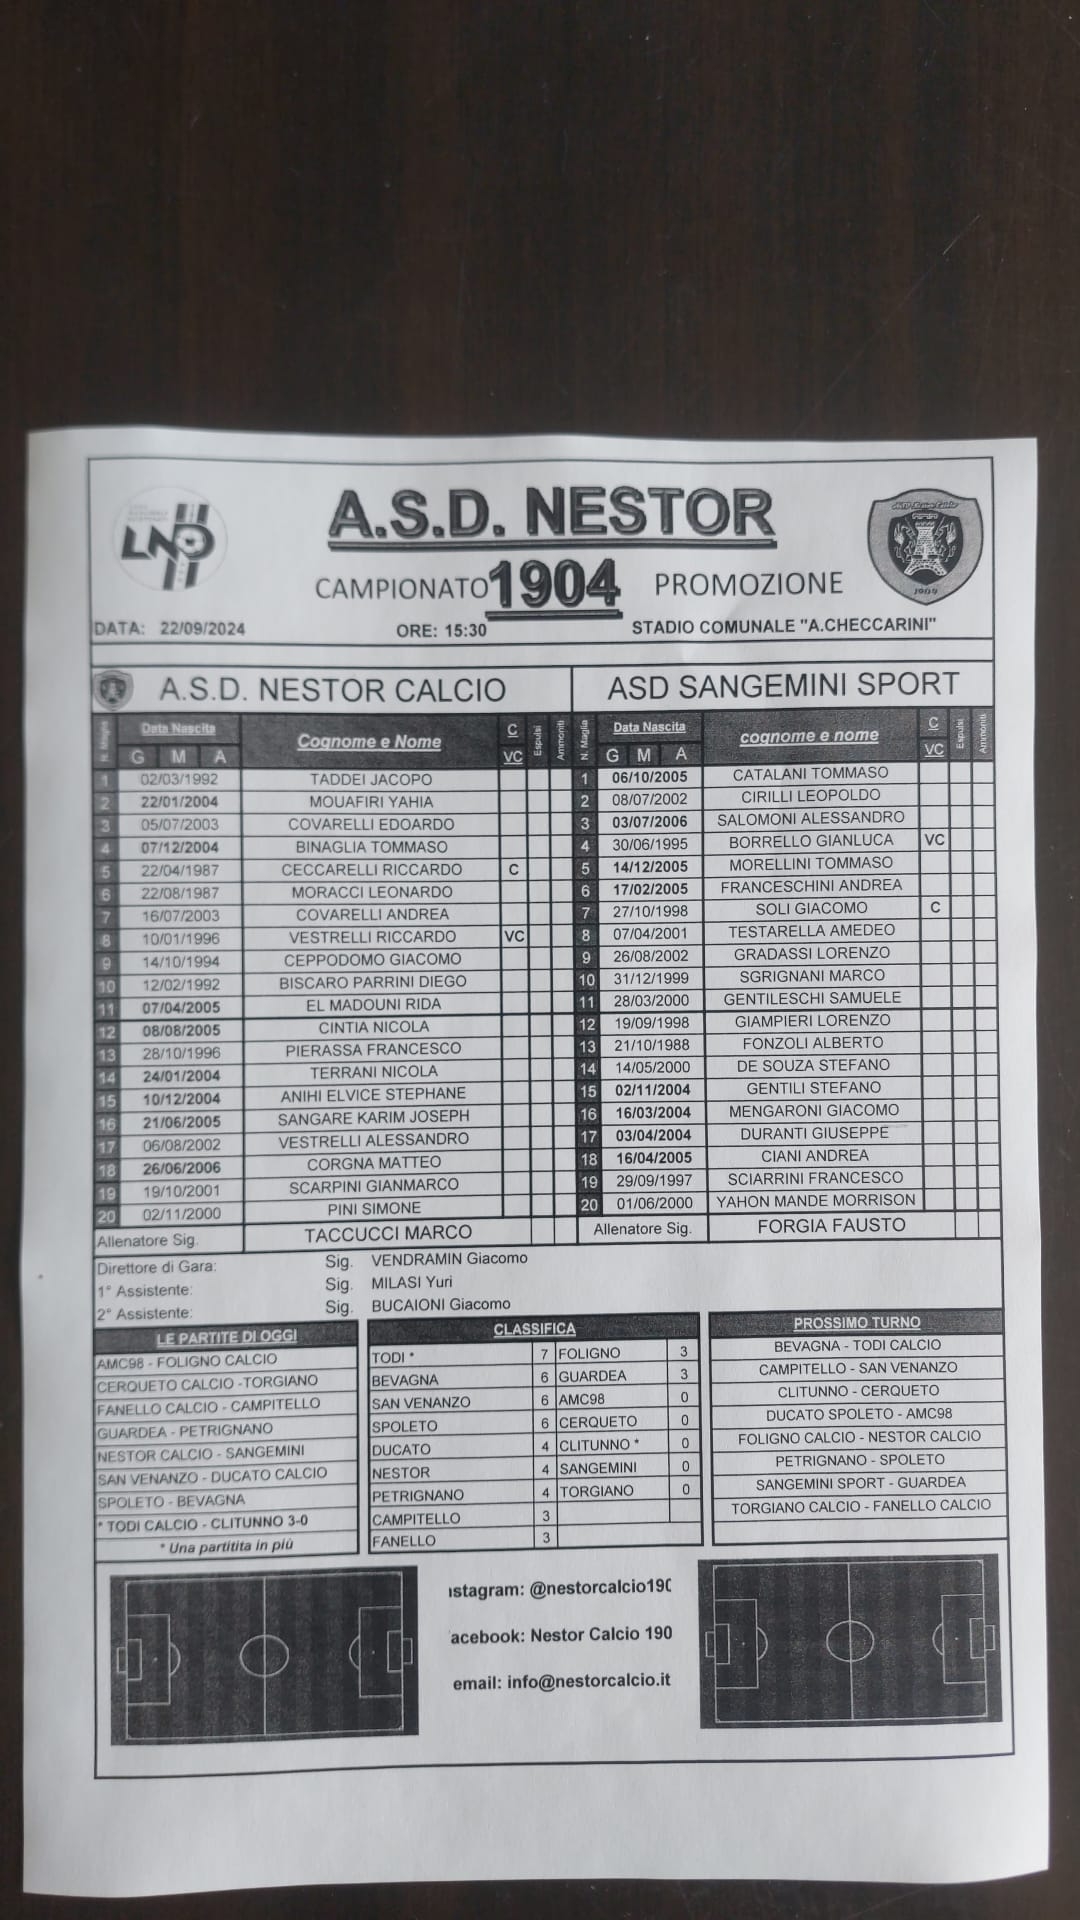 LND
A.S.D. NESTOR
CAMPIONATO 1904 PROMOZIONE
1904
DATA: 22/09/2024 ORE: 15:30 STADIO COMUNALE "A.CHECCARINI"
A.S.D. NESTOR CALCIO ASD SANGEMINI SPORT
N. Maglia Data Nascita G M A Cognome e Nome C VC Espulsi Ammoniti N. Maglia Data Nascita G M A cognome e nome C VC Espulsi Ammoniti
1 02/03/1992 TADDEI JACOPO 1 06/10/2005 CATALANI TOMMASO
2 22/01/2004 MOUAFIRI YAHIA 2 08/07/2002 CIRILLI LEOPOLDO
3 05/07/2003 COVARELLI EDOARDO 3 03/07/2006 SALOMONI ALESSANDRO
4 07/12/2004 BINAGLIA TOMMASO 4 30/06/1995 BORRELLO GIANLUCA VC
5 22/04/1987 CECCARELLI RICCARDO C 5 14/12/2005 MORELLINI TOMMASO
6 22/08/1987 MORACCI LEONARDO 6 17/02/2005 FRANCESCHINI ANDREA
7 16/07/2003 COVARELLI ANDREA 7 27/10/1998 SOLI GIACOMO C
8 10/01/1996 VESTRELLI RICCARDO VC 8 07/04/2001 TESTARELLA AMEDEO
9 14/10/1994 CEPPODOMO GIACOMO 9 26/08/2002 GRADASSI LORENZO
10 12/02/1992 BISCARO PARRINI DIEGO 10 31/12/1999 SGRIGNANI MARCO
11 07/04/2005 EL MADOUNI RIDA 11 28/03/2000 GENTILESCHI SAMUELE
12 08/08/2005 CINTIA NICOLA 12 19/09/1998 GIAMPIERI LORENZO
13 28/10/1996 PIERASSA FRANCESCO 13 21/10/1988 FONZOLI ALBERTO
14 24/01/2004 TERRANI NICOLA 14 14/05/2000 DE SOUZA STEFANO
15 10/12/2004 ANIHI ELVICE STEPHANE 15 02/11/2004 GENTILI STEFANO
16 21/06/2005 SANGARE KARIM JOSEPH 16 16/03/2004 MENGARONI GIACOMO
17 06/08/2002 VESTRELLI ALESSANDRO 17 03/04/2004 DURANTI GIUSEPPE
18 26/06/2006 CORGNA MATTEO 18 16/04/2005 CIANI ANDREA
19 19/10/2001 SCARPINI GIANMARCO 19 29/09/1997 SCIARRINI FRANCESCO
20 02/11/2000 PINI SIMONE 20 01/06/2000 YAHON MANDE MORRISON
Allenatore Sig. TACCUCCI MARCO Allenatore Sig. FORGIA FAUSTO
Direttore di Gara: Sig. VENDRAMIN Giacomo
1° Assistente: Sig. MILASI Yuri
2° Assistente: Sig. BUCAIONI Giacomo
LE PARTITE DI OGGI
AMC98 - FOLIGNO CALCIO
CERQUETO CALCIO -TORGIANO
FANELLO CALCIO - CAMPITELLO
GUARDEA - PETRIGNANO
NESTOR CALCIO - SANGEMINI
SAN VENANZO - DUCATO CALCIO
SPOLETO - BEVAGNA
* TODI CALCIO - CLITUNNO 3-0
* Una partitita in più
CLASSIFICA
TODI * 7 FOLIGNO 3
BEVAGNA 6 GUARDEA 3
SAN VENANZO 6 AMC98 0
SPOLETO 6 CERQUETO 0
DUCATO 4 CLITUNNO * 0
NESTOR 4 SANGEMINI 0
PETRIGNANO 4 TORGIANO 0
CAMPITELLO 3
FANELLO 3
PROSSIMO TURNO
BEVAGNA - TODI CALCIO
CAMPITELLO - SAN VENANZO
CLITUNNO - CERQUETO
DUCATO SPOLETO - AMC98
FOLIGNO CALCIO - NESTOR CALCIO
PETRIGNANO - SPOLETO
SANGEMINI SPORT - GUARDEA
TORGIANO CALCIO - FANELLO CALCIO
nstagram: @nestorcalcio190
acebook: Nestor Calcio 190
email: info@nestorcalcio.it